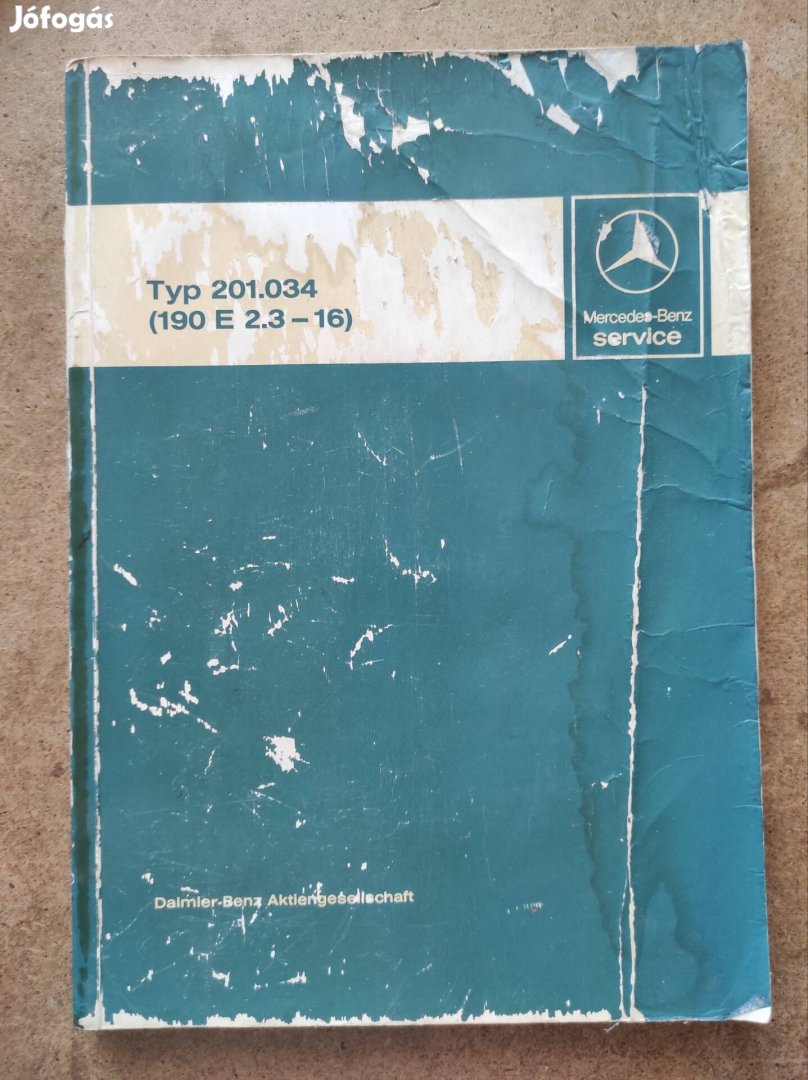 Jófogás
Typ 201.034
(190 E 2.3 – 16)
Mercedes-Benz
service
Daimler-Benz Aktiengesellschaft